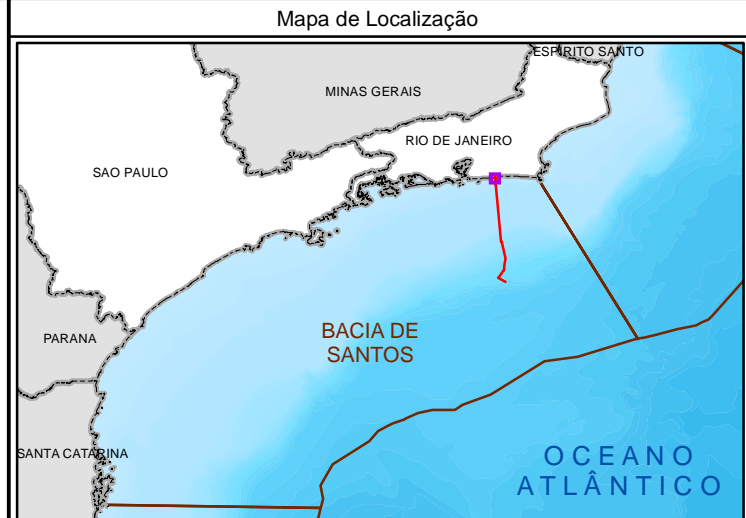 Mapa de Localização
ESPÍRITO SANTO
MINAS GERAIS
RIO DE JANEIRO
SAO PAULO
PARANA
BACIA DE
SANTOS
SANTA CATARINA
OCEANO
ATLÂNTICO